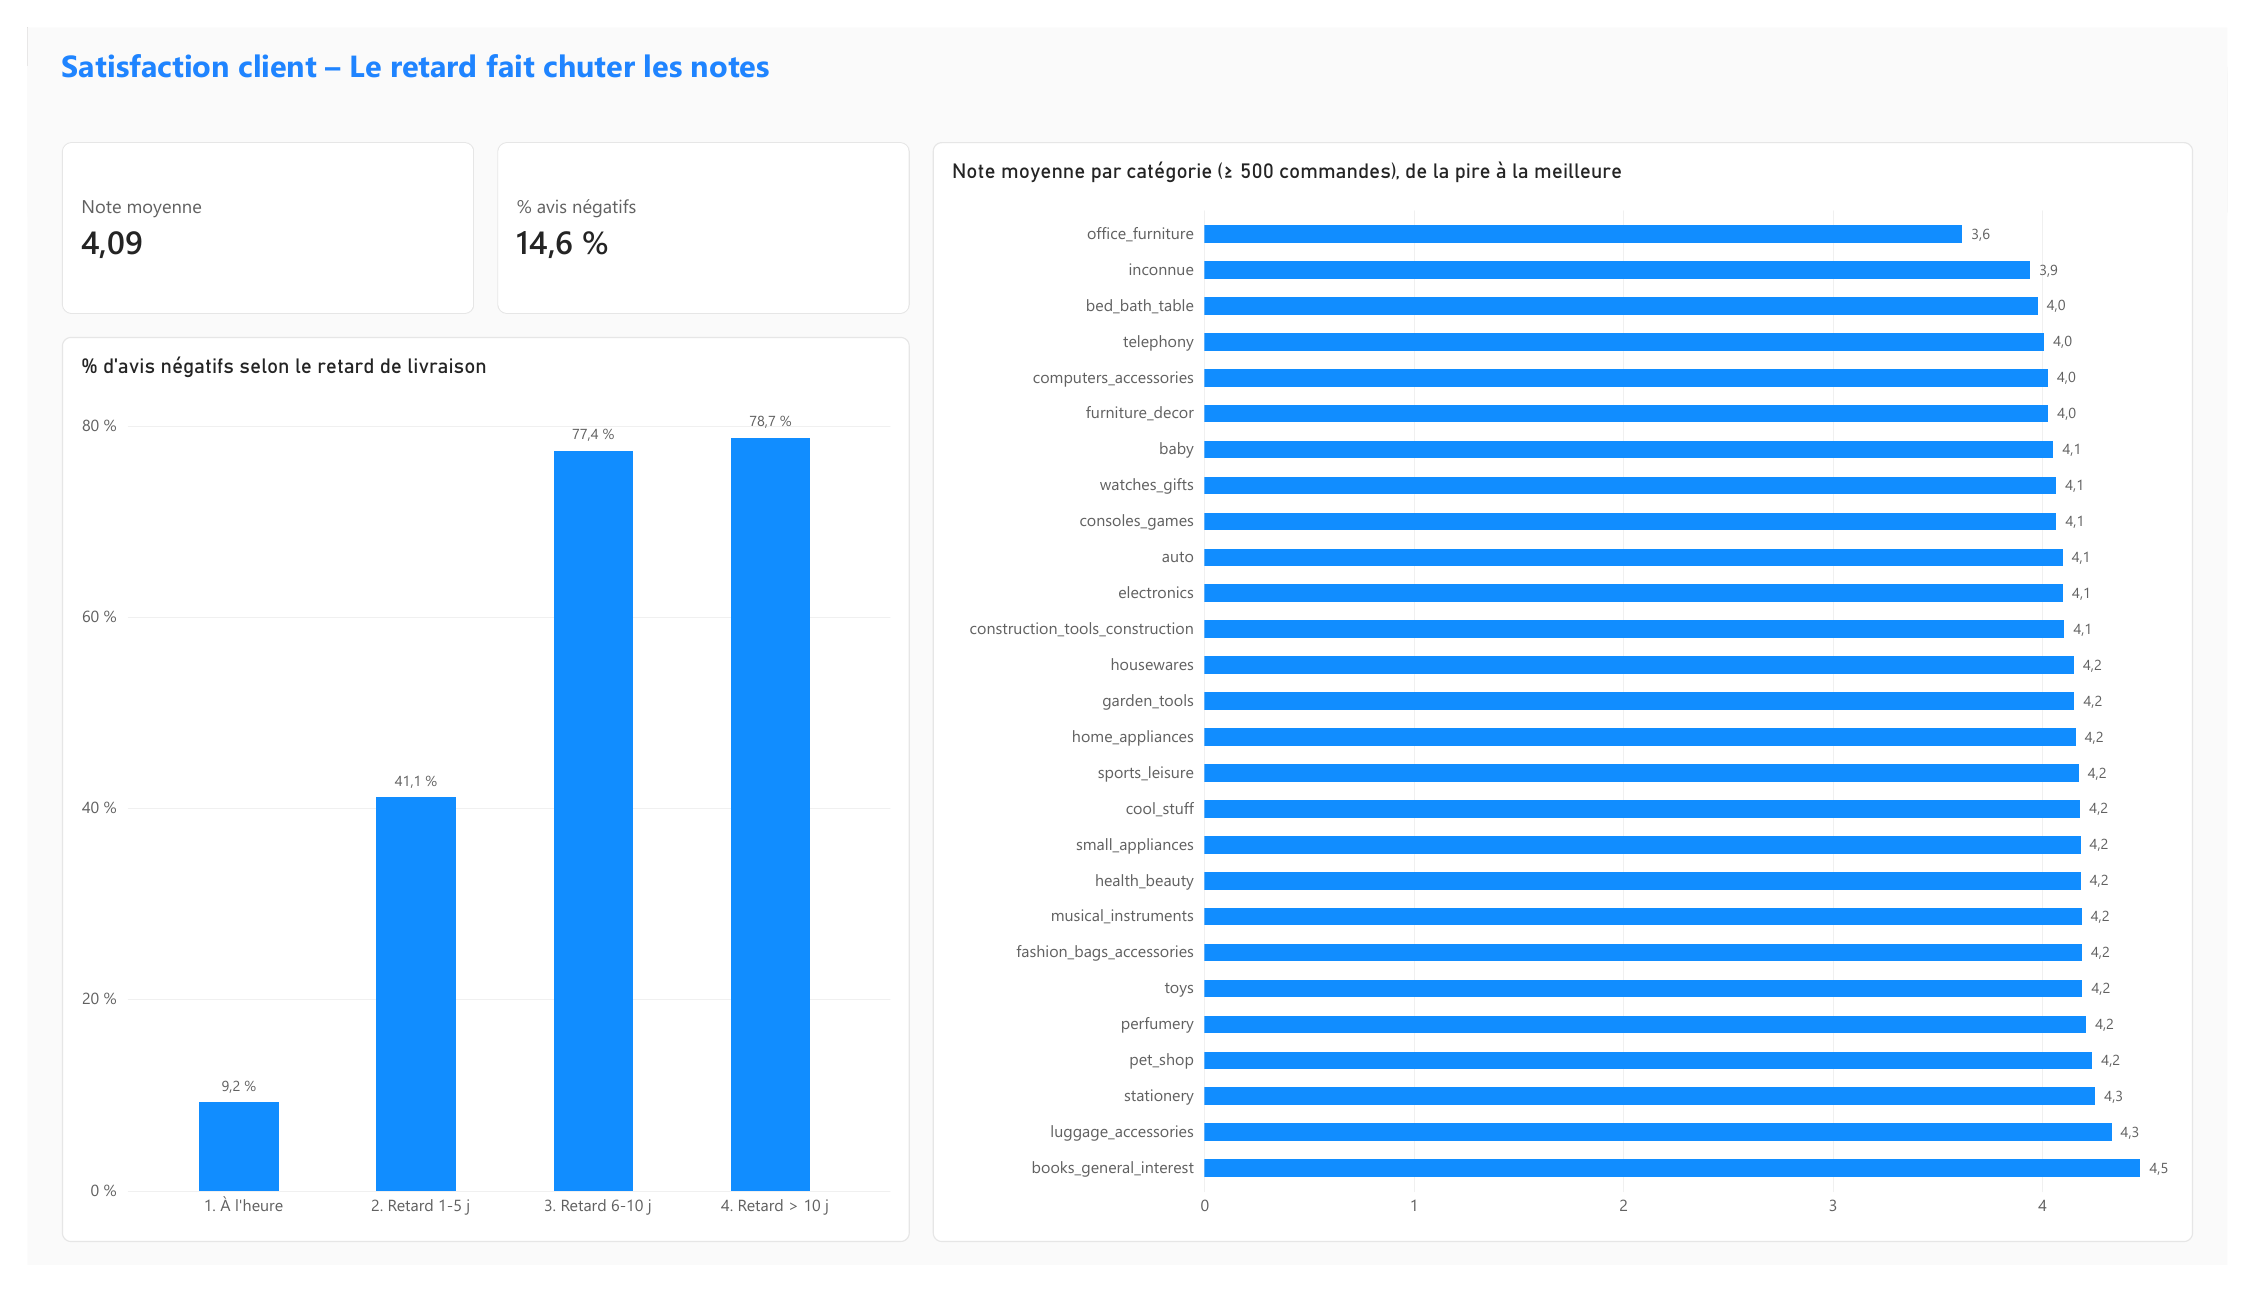 Satisfaction client – Le retard fait chuter les notes
Note moyenne
4,09
% avis négatifs
14,6 %
% d'avis négatifs selon le retard de livraison
80 %
60 %
40 %
20 %
0 %
9,2 %
41,1 %
77,4 %
78,7 %
1. À l'heure
2. Retard 1-5 j
3. Retard 6-10 j
4. Retard > 10 j
Note moyenne par catégorie (≥ 500 commandes), de la pire à la meilleure
office_furniture 3,6
inconnue 3,9
bed_bath_table 4,0
telephony 4,0
computers_accessories 4,0
furniture_decor 4,0
baby 4,1
watches_gifts 4,1
consoles_games 4,1
auto 4,1
electronics 4,1
construction_tools_construction 4,1
housewares 4,2
garden_tools 4,2
home_appliances 4,2
sports_leisure 4,2
cool_stuff 4,2
small_appliances 4,2
health_beauty 4,2
musical_instruments 4,2
fashion_bags_accessories 4,2
toys 4,2
perfumery 4,2
pet_shop 4,2
stationery 4,3
luggage_accessories 4,3
books_general_interest 4,5
0 1 2 3 4